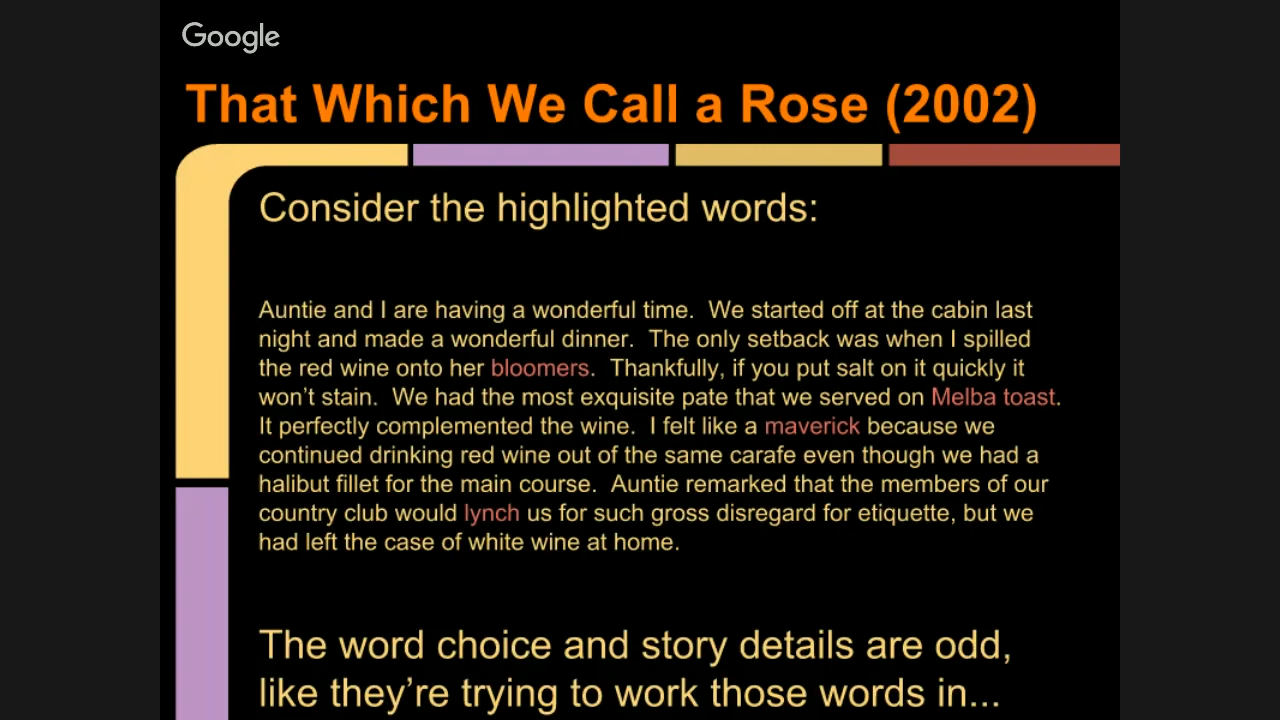 Google
That Which We Call a Rose (2002)
Consider the highlighted words:
Auntie and I are having a wonderful time.  We started off at the cabin last
night and made a wonderful dinner.  The only setback was when I spilled
the red wine onto her bloomers.  Thankfully, if you put salt on it quickly it
won't stain.  We had the most exquisite pate that we served on Melba toast.
It perfectly complemented the wine.  I felt like a maverick because we
continued drinking red wine out of the same carafe even though we had a
halibut fillet for the main course.  Auntie remarked that the members of our
country club would lynch us for such gross disregard for etiquette, but we
had left the case of white wine at home.
The word choice and story details are odd,
like they're trying to work those words in...